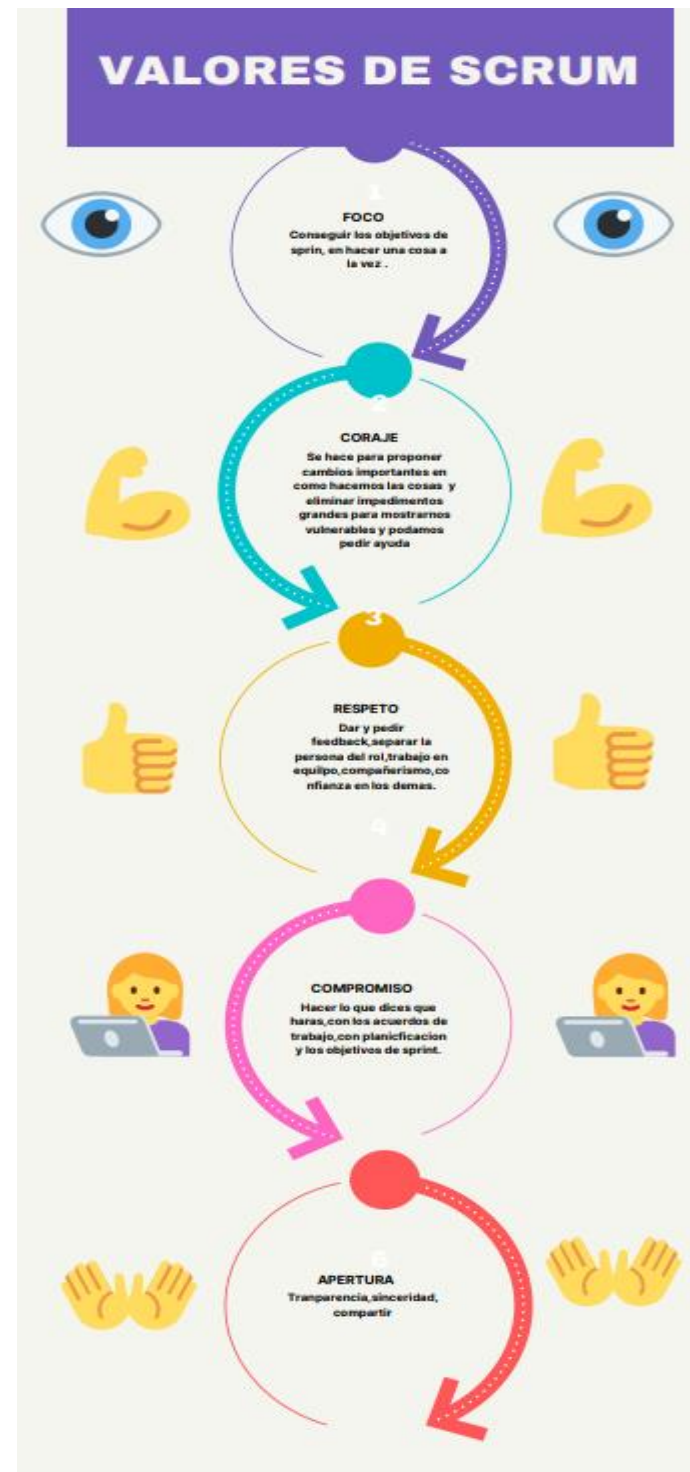 VALORES DE SCRUM
1
FOCO
Conseguir los objetivos de
sprin, en hacer una cosa a
la vez .
2
CORAJE
Se hace para proponer
cambios importantes en
como hacemos las cosas y
eliminar impedimentos
grandes para mostrarnos
vulnerables y podamos
pedir ayuda
3
RESPETO
Dar y pedir
feedback,separar la
persona del rol,trabajo en
equilpo,compañerismo,co
nfianza en los demas.
4
COMPROMISO
Hacer lo que dices que
haras,con los acuerdos de
trabajo,con planicficacion
y los objetivos de sprint.
5
APERTURA
Tranparencia,sinceridad,
compartir